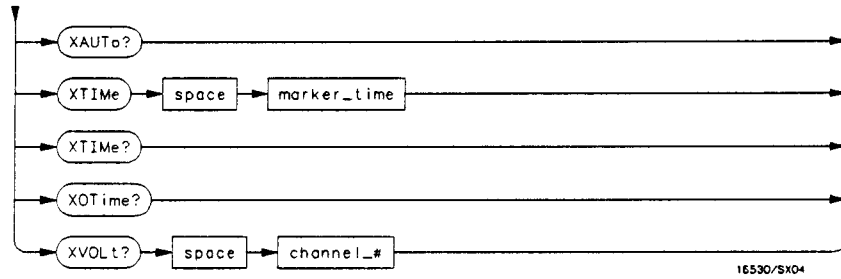 XAUTo?
XTIMe space marker_time
XTIMe?
XOTime?
XVOLt? space channel_#
16530/SX04